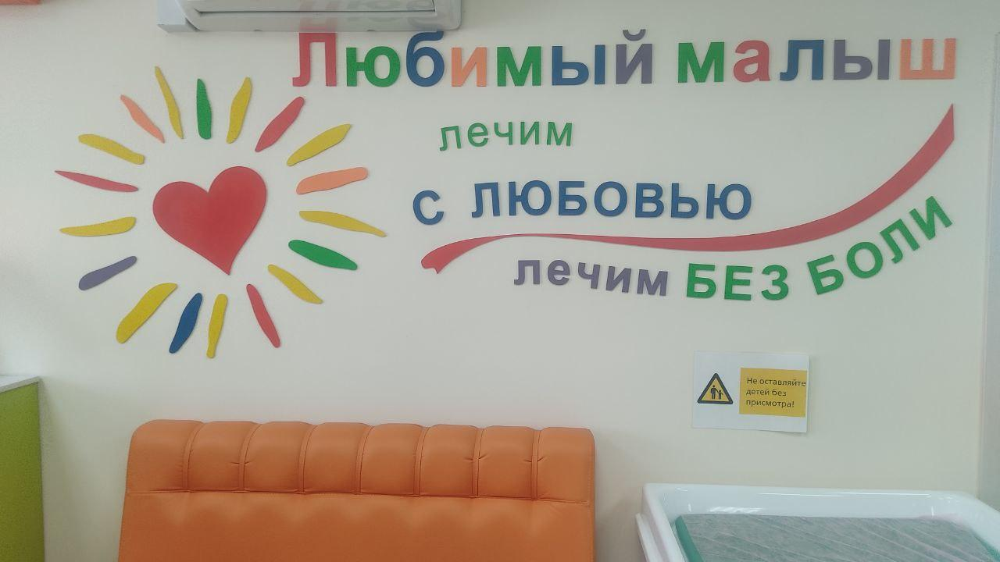 Любимый малыш
лечим
с ЛЮБОВЬЮ
лечим БЕЗ БОЛИ
Не оставляйте
детей без
присмотра!